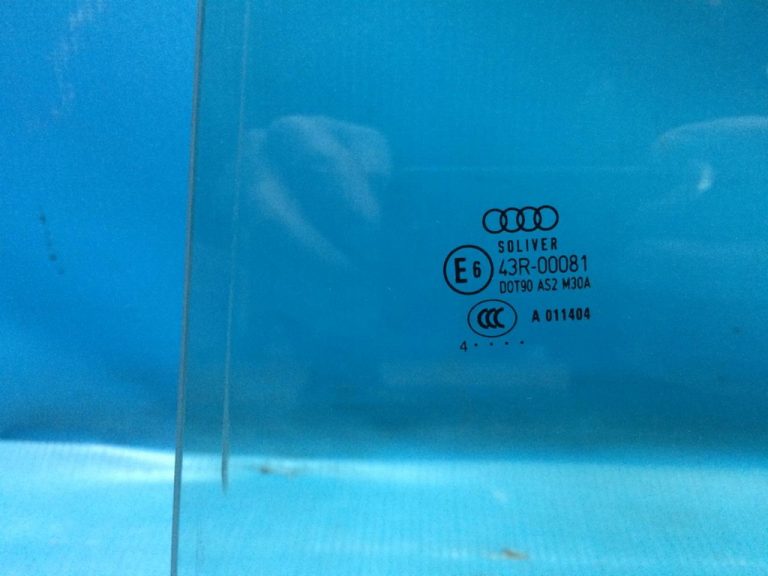 SOLIVER
E6 43R-00081
DOT90 AS2 M30A
CCC A 011404
4 · · · ·